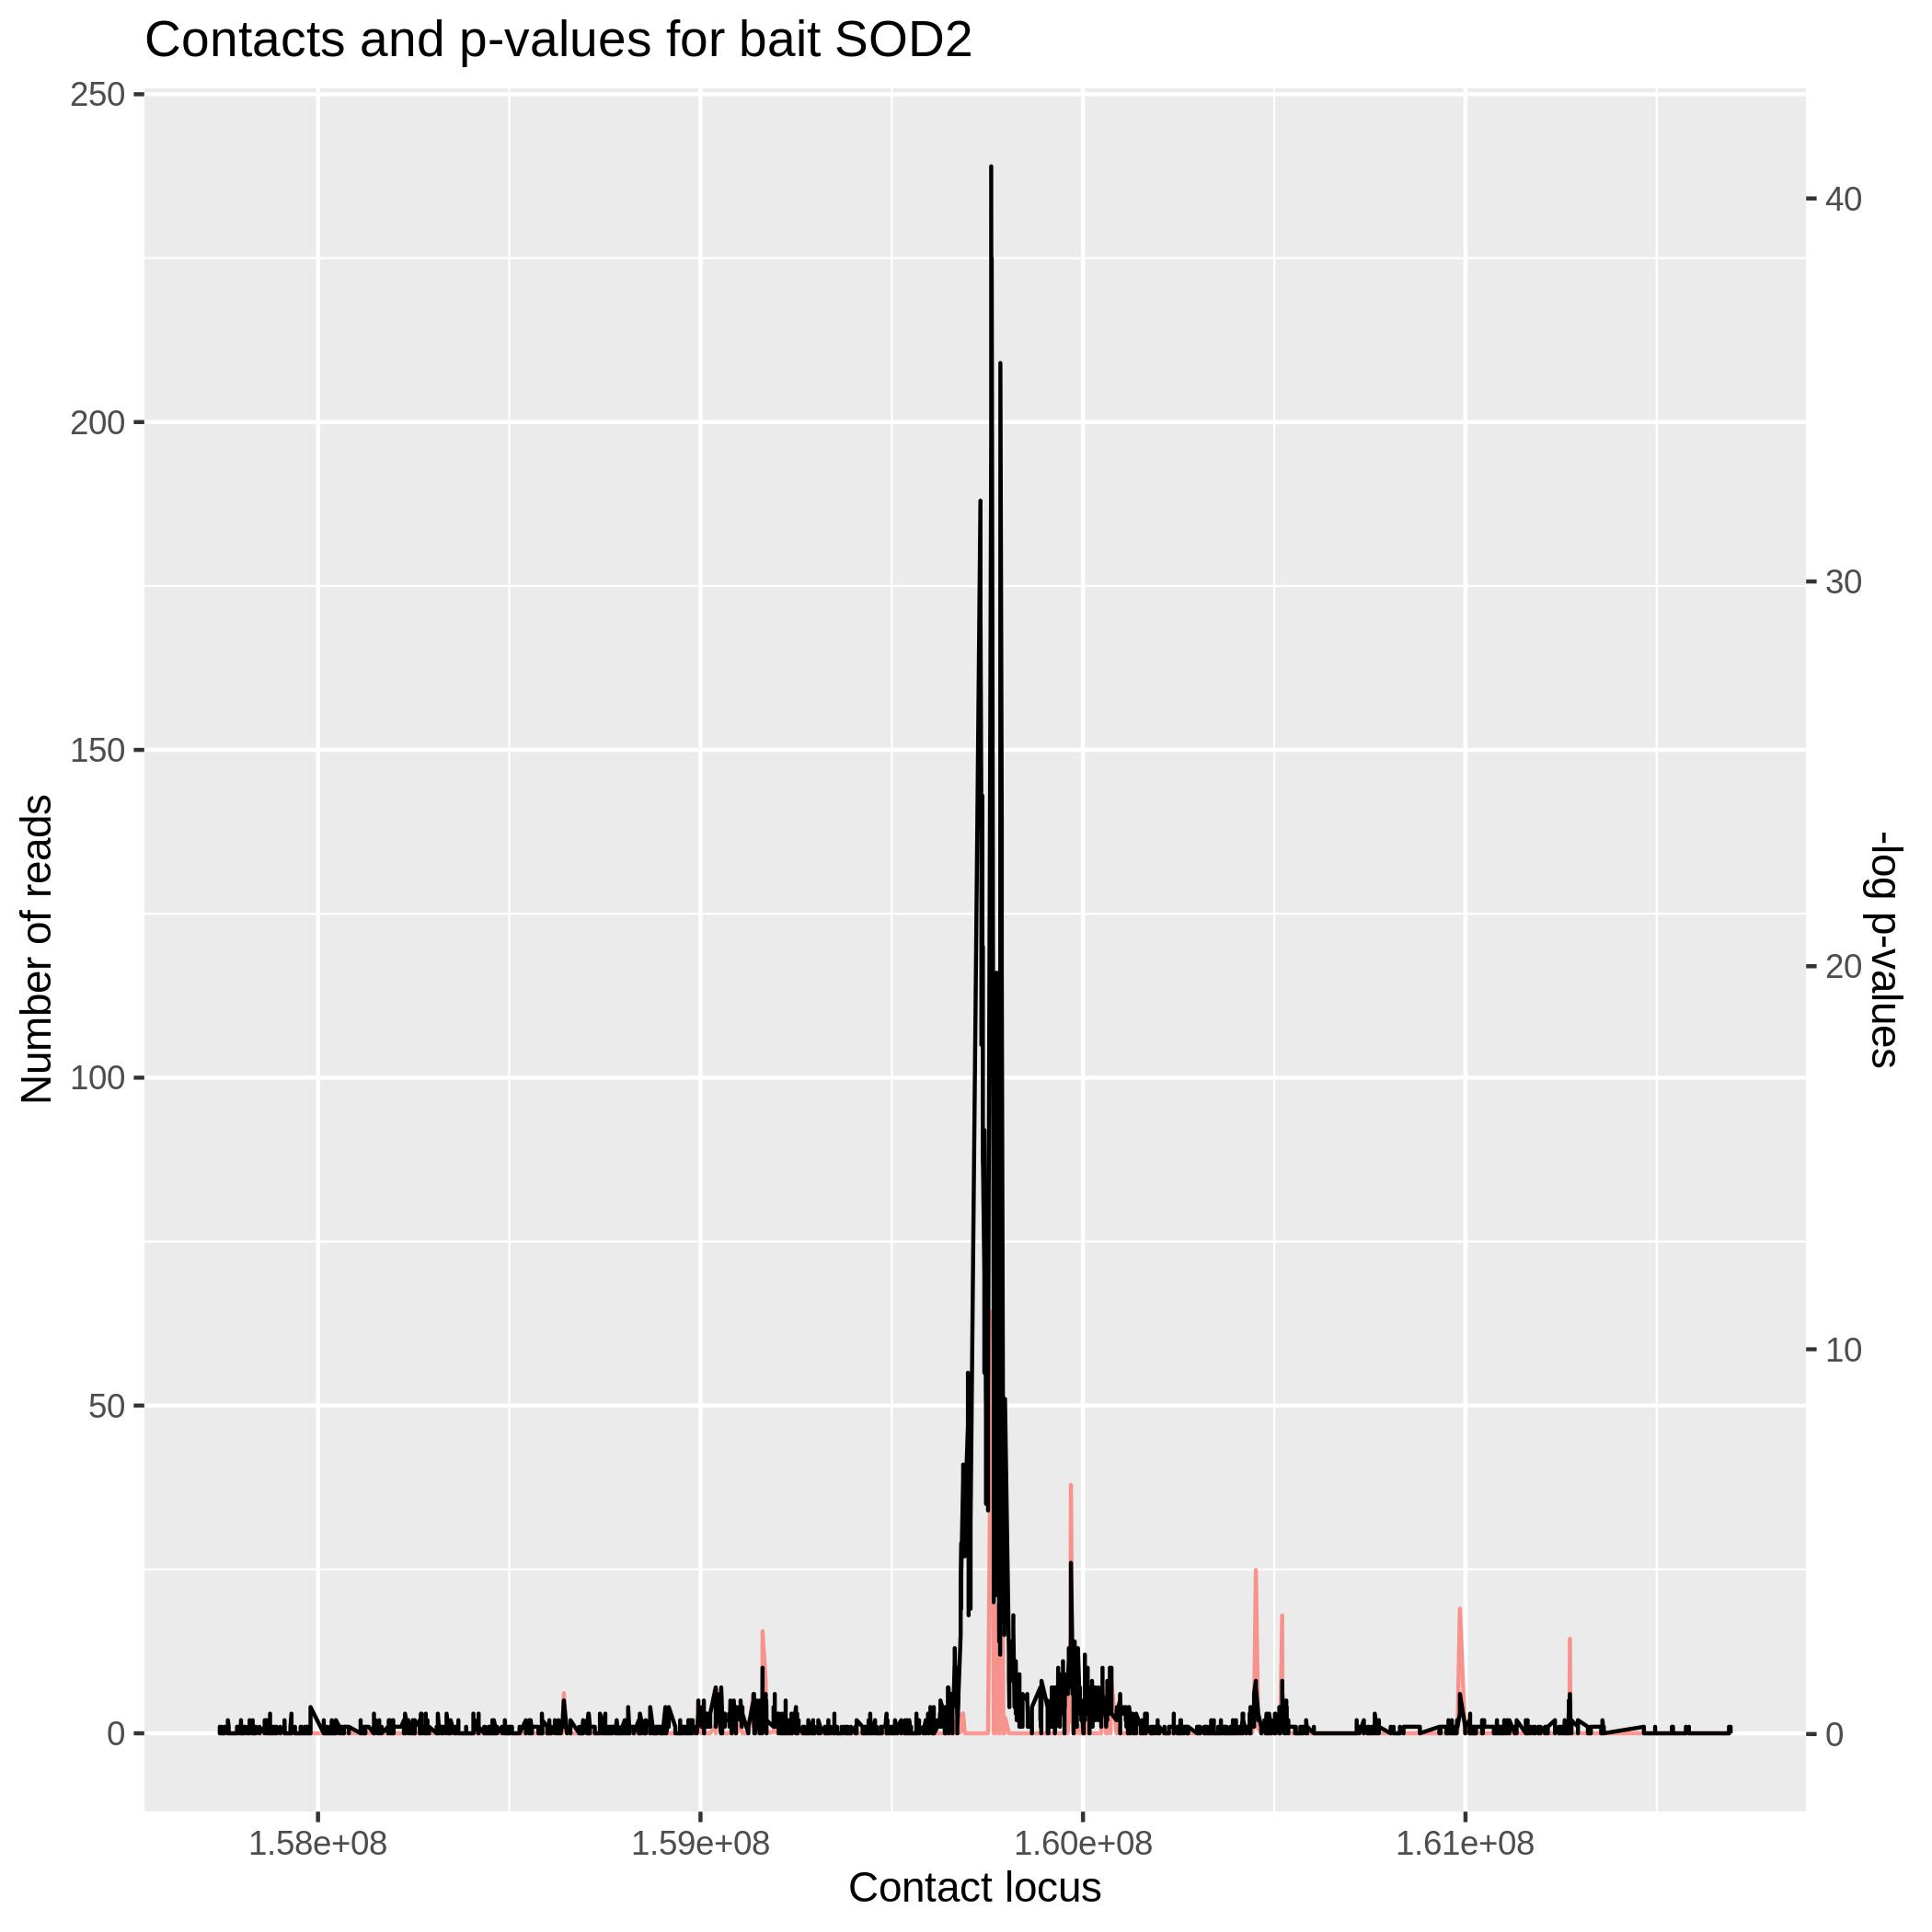 Contacts and p-values for bait SOD2
250
200
150
100
50
0
Number of reads
40
30
20
10
0
-log p-values
1.58e+08 1.59e+08 1.60e+08 1.61e+08
Contact locus